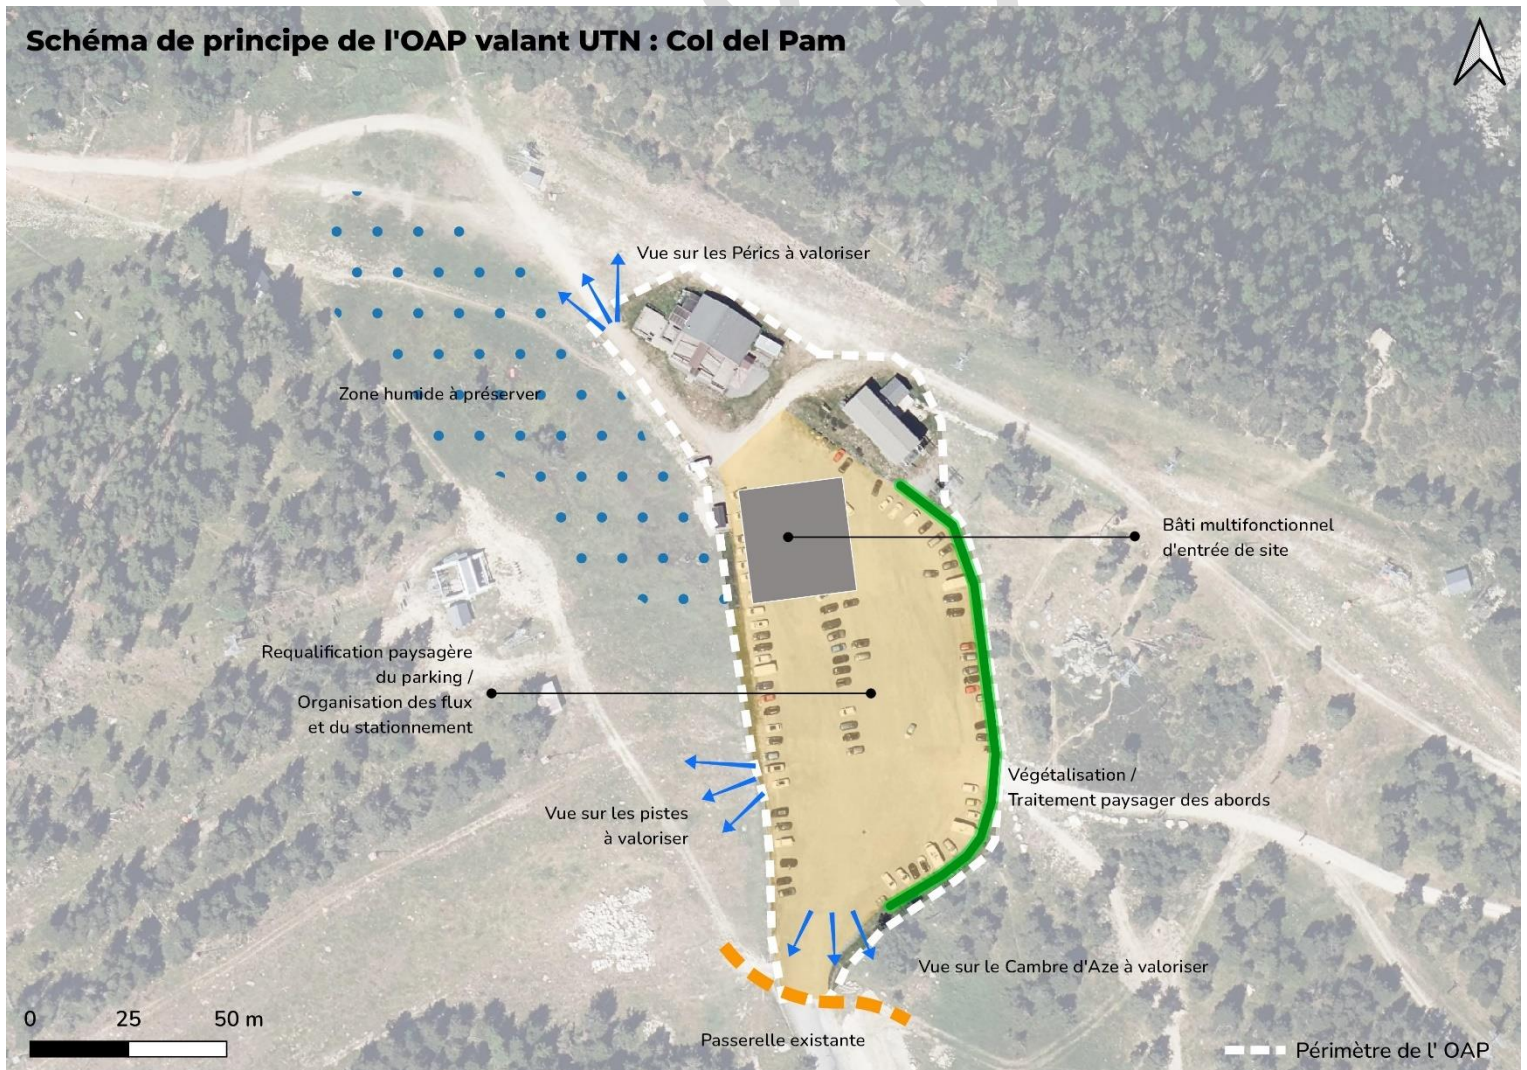 Schéma de principe de l'OAP valant UTN : Col del Pam
Vue sur les Pérics à valoriser
Zone humide à préserver
Bâti multifonctionnel
d'entrée de site
Requalification paysagère
du parking /
Organisation des flux
et du stationnement
Végétalisation /
Traitement paysager des abords
Vue sur les pistes
à valoriser
Vue sur le Cambre d'Aze à valoriser
Passerelle existante
0 25 50 m
Périmètre de l' OAP